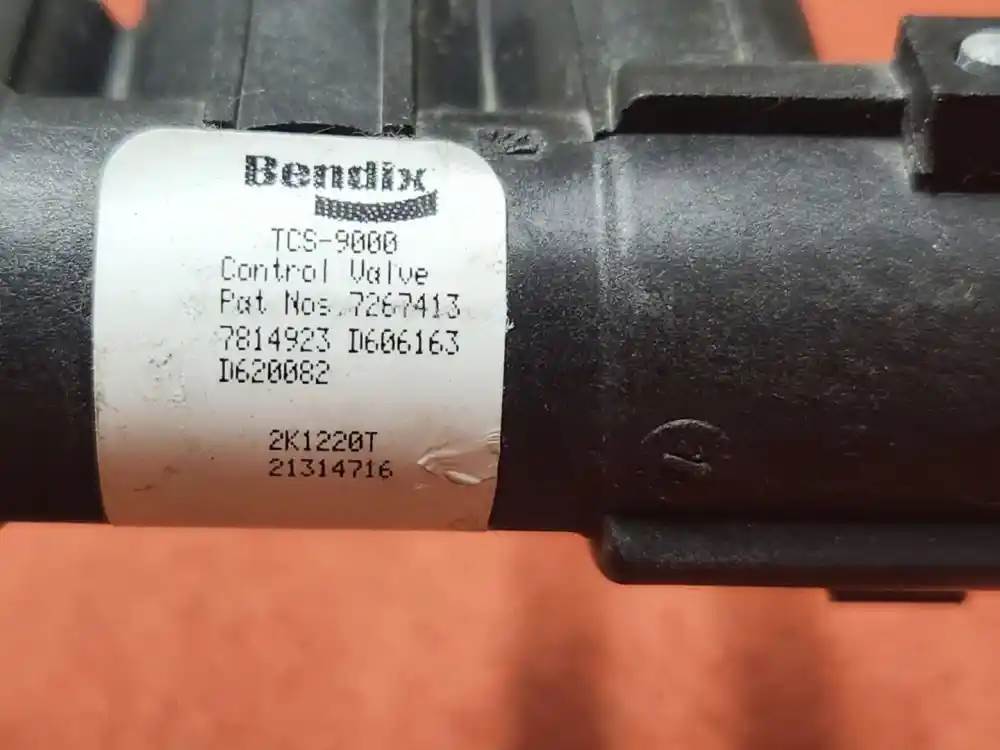 Bendix
TCS-9000
Control Valve
Pat Nos. 7267413
7814923 D606163
D620082
2K1220T
21314716